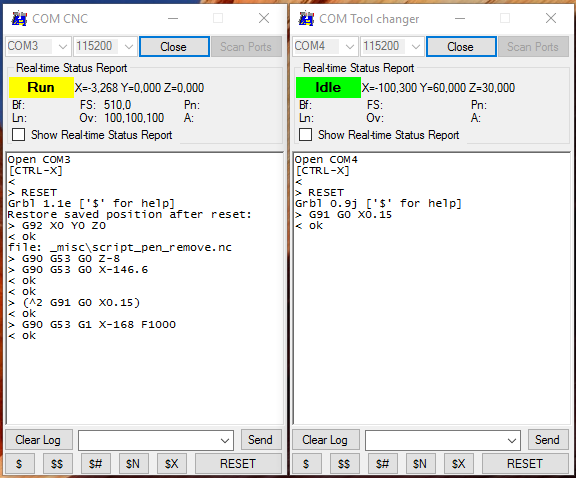 COM CNC
COM3 115200 Close Scan Ports
Real-time Status Report
Run X=-3,268 Y=0,000 Z=0,000
Bf: FS: 510,0 Pn:
Ln: Ov: 100,100,100 A:
Show Real-time Status Report
Open COM3
[CTRL-X]
<
> RESET
Grbl 1.1e ['$' for help]
Restore saved position after reset:
> G92 X0 Y0 Z0
< ok
file: _misc\script_pen_remove.nc
> G90 G53 G0 Z-8
> G90 G53 G0 X-146.6
< ok
< ok
> (^2 G91 G0 X0.15)
< ok
> G90 G53 G1 X-168 F1000
< ok
Clear Log Send
$ $$ $# $N $X RESET
COM Tool changer
COM4 115200 Close Scan Ports
Real-time Status Report
Idle X=-100,300 Y=60,000 Z=30,000
Bf: FS: Pn:
Ln: Ov: A:
Show Real-time Status Report
Open COM4
[CTRL-X]
<
> RESET
Grbl 0.9j ['$' for help]
> G91 G0 X0.15
< ok
Clear Log Send
$ $$ $# $N $X RESET